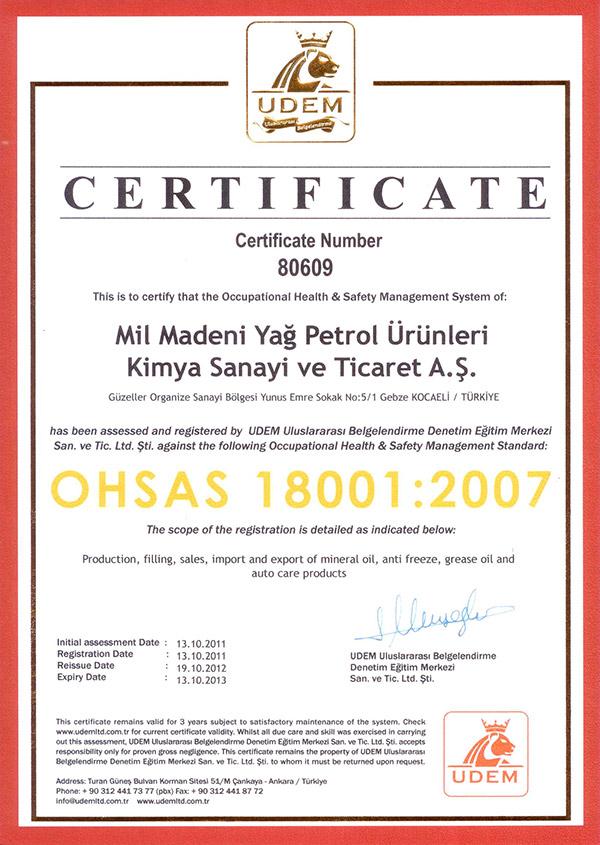 UDEM
Uluslararası Belgelendirme
CERTIFICATE
Certificate Number
80609
This is to certify that the Occupational Health & Safety Management System of:
Mil Madeni Yağ Petrol Ürünleri
Kimya Sanayi ve Ticaret A.Ş.
Güzeller Organize Sanayi Bölgesi Yunus Emre Sokak No:5/1 Gebze KOCAELİ / TÜRKİYE
has been assessed and registered by UDEM Uluslararası Belgelendirme Denetim Eğitim Merkezi
San. ve Tic. Ltd. Şti. against the following Occupational Health & Safety Management Standard:
OHSAS 18001:2007
The scope of the registration is detailed as indicated below:
Production, filling, sales, import and export of mineral oil, anti freeze, grease oil and
auto care products
Initial assessment Date : 13.10.2011
Registration Date : 13.10.2011
Reissue Date : 19.10.2012
Expiry Date : 13.10.2013
UDEM Uluslararası Belgelendirme
Denetim Eğitim Merkezi
San. ve Tic. Ltd. Şti.
This certificate remains valid for 3 years subject to satisfactory maintenance of the system. Check
www.udemltd.com.tr for current certificate validity. Whilst all due care and skill was exercised in carrying
out this assessment, UDEM Uluslararası Belgelendirme Denetim Eğitim Merkezi San. ve Tic. Ltd. Şti. accepts
responsibility only for proven gross negligence. This certificate remains the property of UDEM Uluslararası
Belgelendirme Denetim Eğitim Merkezi San. ve Tic. Ltd. Şti. to whom it must be returned upon request.
Address: Turan Güneş Bulvarı Korman Sitesi 51/M Çankaya - Ankara / Türkiye
Phone: + 90 312 441 73 77 (pbx) Fax: + 90 312 441 87 72
info@udemltd.com.tr www.udemltd.com.tr
UDEM